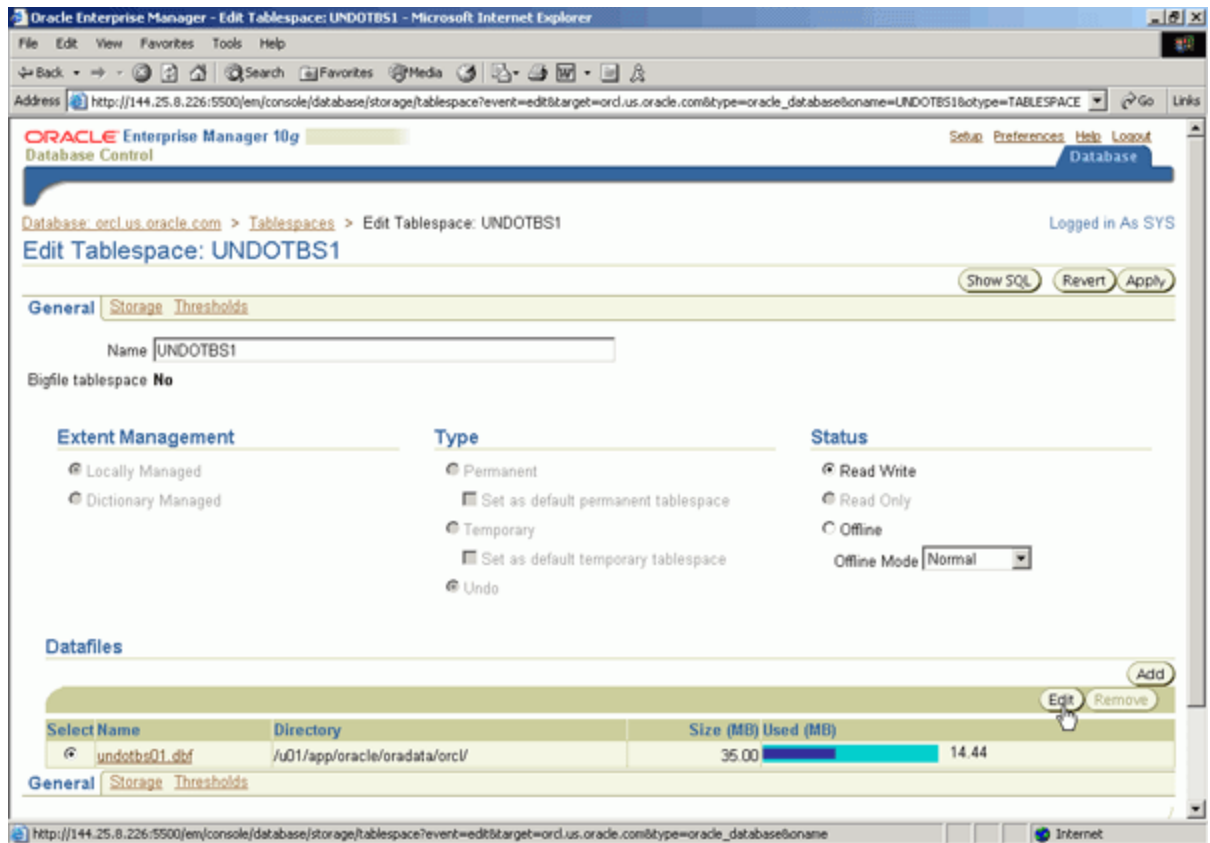 Oracle Enterprise Manager - Edit Tablespace: UNDOTBS1 - Microsoft Internet Explorer
File Edit View Favorites Tools Help
Back Search Favorites Media
Address http://144.25.8.226:5500/em/console/database/storage/tablespace?event=edit&target=orcl.us.oracle.com&type=oracle_database&oname=UNDOTBS1&otype=TABLESPACE Go Links
ORACLE Enterprise Manager 10g
Setup Preferences Help Logout
Database Control
Database
Database: orcl.us.oracle.com > Tablespaces > Edit Tablespace: UNDOTBS1
Logged in As SYS
Edit Tablespace: UNDOTBS1
Show SQL Revert Apply
General Storage Thresholds
Name UNDOTBS1
Bigfile tablespace No
Extent Management
Locally Managed
Dictionary Managed
Type
Permanent
Set as default permanent tablespace
Temporary
Set as default temporary tablespace
Undo
Status
Read Write
Read Only
Offline
Offline Mode Normal
Datafiles
Add
Edit Remove
Select Name Directory Size (MB) Used (MB)
undotbs01.dbf /u01/app/oracle/oradata/orcl/ 35.00 14.44
General Storage Thresholds
http://144.25.8.226:5500/em/console/database/storage/tablespace?event=edit&target=orcl.us.oracle.com&type=oracle_database&oname Internet